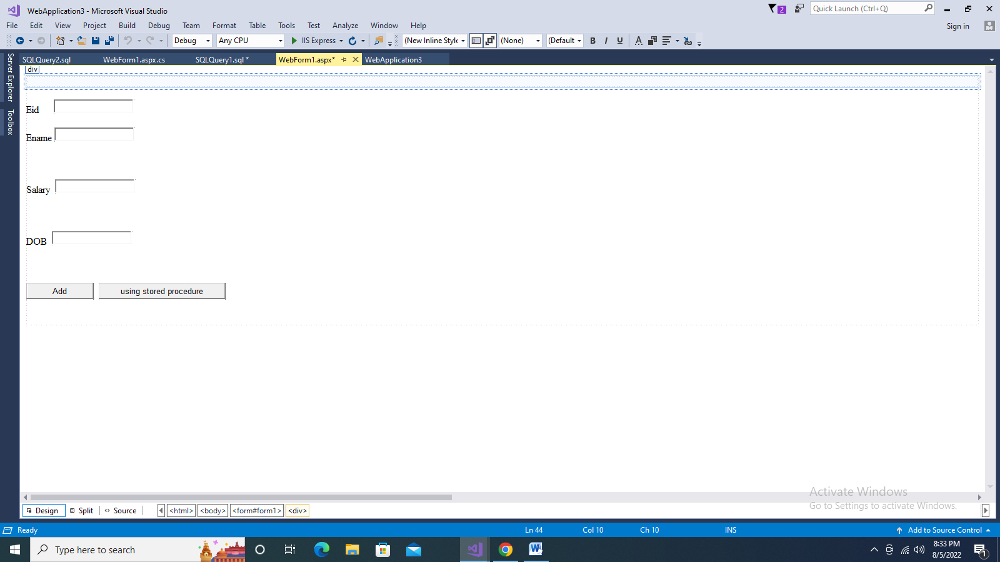 WebApplication3 - Microsoft Visual Studio
2
Quick Launch (Ctrl+Q)
File Edit View Project Build Debug Team Format Table Tools Test Analyze Window Help
Sign in
Debug Any CPU IIS Express (New Inline Style (None) (Default B I U A
Server Explorer
Toolbox
SQLQuery2.sql WebForm1.aspx.cs SQLQuery1.sql * WebForm1.aspx* WebApplication3
div
Eid
Ename
Salary
DOB
Add using stored procedure
Activate Windows
Go to Settings to activate Windows.
Design Split Source <html> <body> <form#form1> <div>
Ready Ln 44 Col 10 Ch 10 INS Add to Source Control
Type here to search
8:33 PM
8/5/2022
1